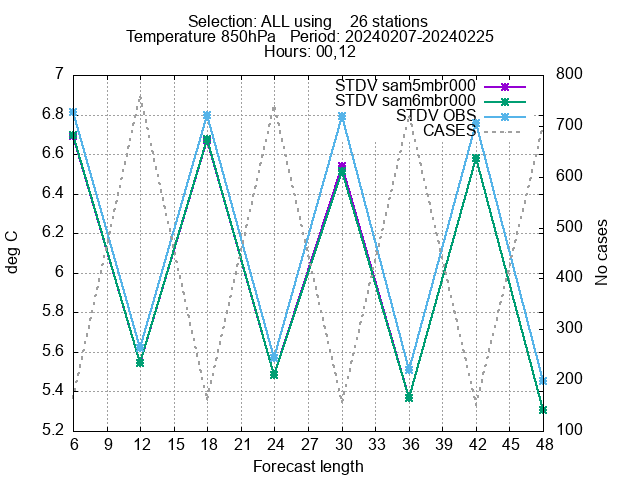 Selection: ALL using    26 stations
Temperature 850hPa   Period: 20240207-20240225
Hours: 00,12
7
6.8
6.6
6.4
6.2
6
5.8
5.6
5.4
5.2
800
700
600
500
400
300
200
100
STDV sam5mbr000
STDV sam6mbr000
STDV OBS
CASES
deg C
No cases
6 9 12 15 18 21 24 27 30 33 36 39 42 45 48
Forecast length